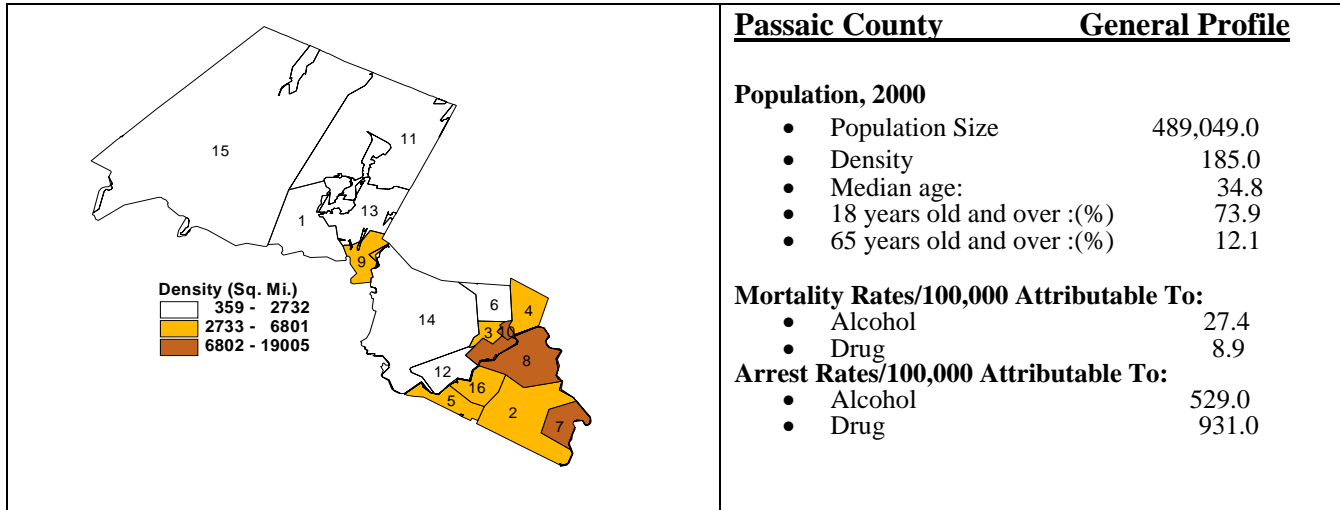 15
11
13
1
9
Density (Sq. Mi.)
359 - 2732
2733 - 6801
6802 - 19005
14
6
4
3
10
8
12
16
5
2
7
Passaic County General Profile
Population, 2000
• Population Size 489,049.0
• Density 185.0
• Median age: 34.8
• 18 years old and over :(%) 73.9
• 65 years old and over :(%) 12.1
Mortality Rates/100,000 Attributable To:
• Alcohol 27.4
• Drug 8.9
Arrest Rates/100,000 Attributable To:
• Alcohol 529.0
• Drug 931.0